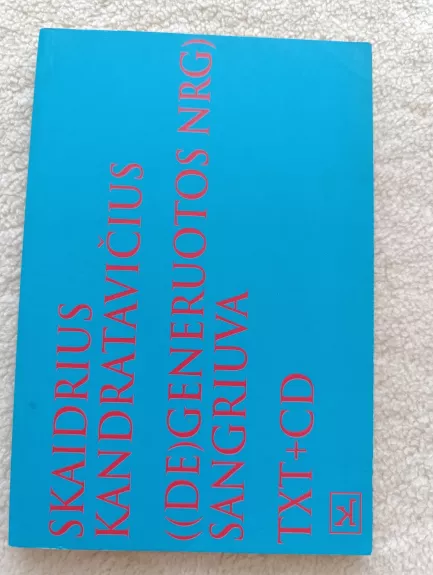 SKAIDRIUS
KANDRATAVIČIUS
((DE)GENERUOTOS NRG)
SANGRIUVA
TXT+CD